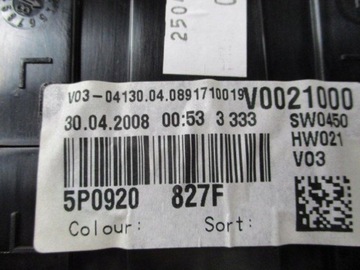 2504
V03-04130.04.0891710019
V0021000
30.04.2008 00:53 3 333
SW0450
HW021
V03
5P0920 827F
Colour: Sort: